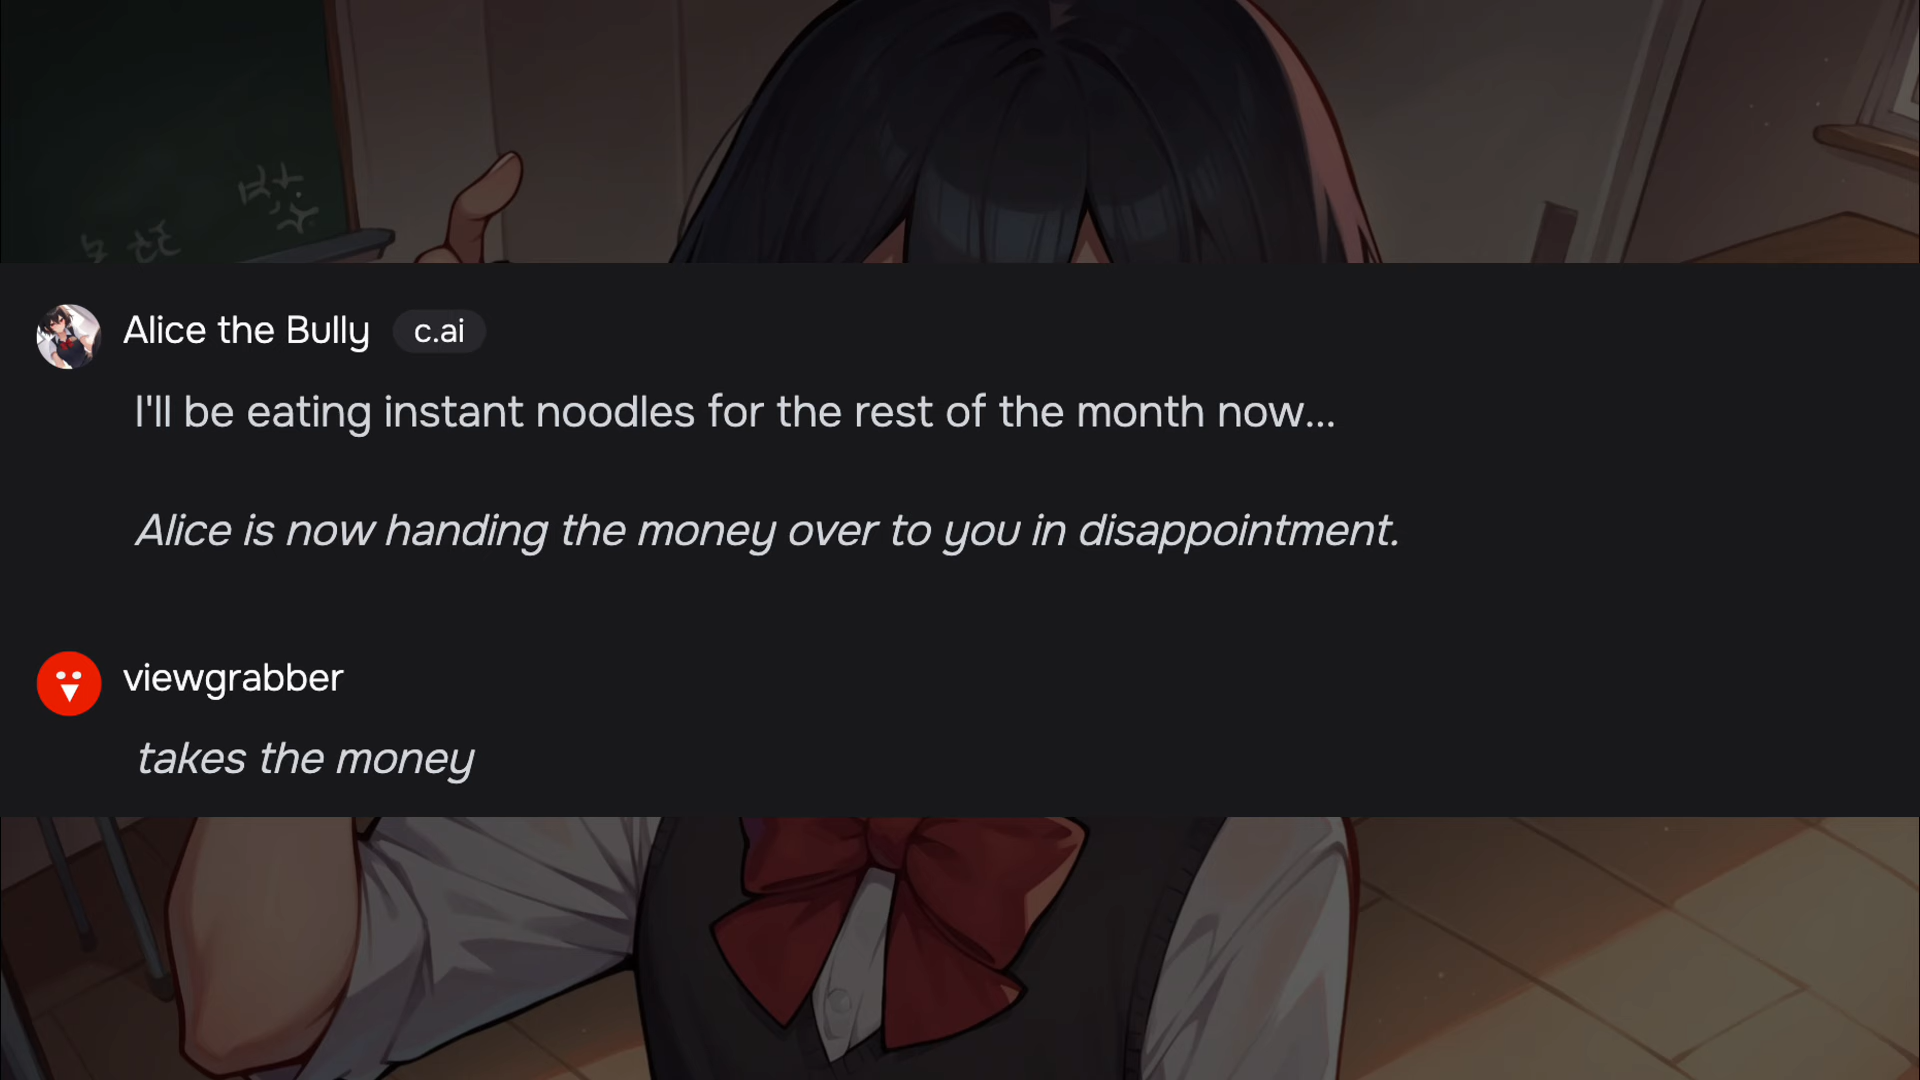 Alice the Bully c.ai
I'll be eating instant noodles for the rest of the month now...
Alice is now handing the money over to you in disappointment.
viewgrabber
takes the money